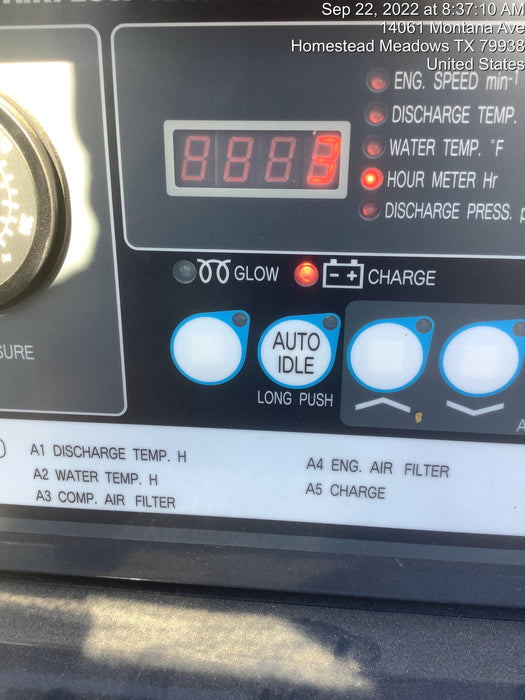 Sep 22, 2022 at 8:37:10 AM
14061 Montana Ave
Homestead Meadows TX 79938
United States
ENG. SPEED min-1
DISCHARGE TEMP.
WATER TEMP. °F
HOUR METER Hr
DISCHARGE PRESS.
3
GLOW
CHARGE
AUTO
IDLE
LONG PUSH
A1 DISCHARGE TEMP. H
A2 WATER TEMP. H
A3 COMP. AIR FILTER
A4 ENG. AIR FILTER
A5 CHARGE